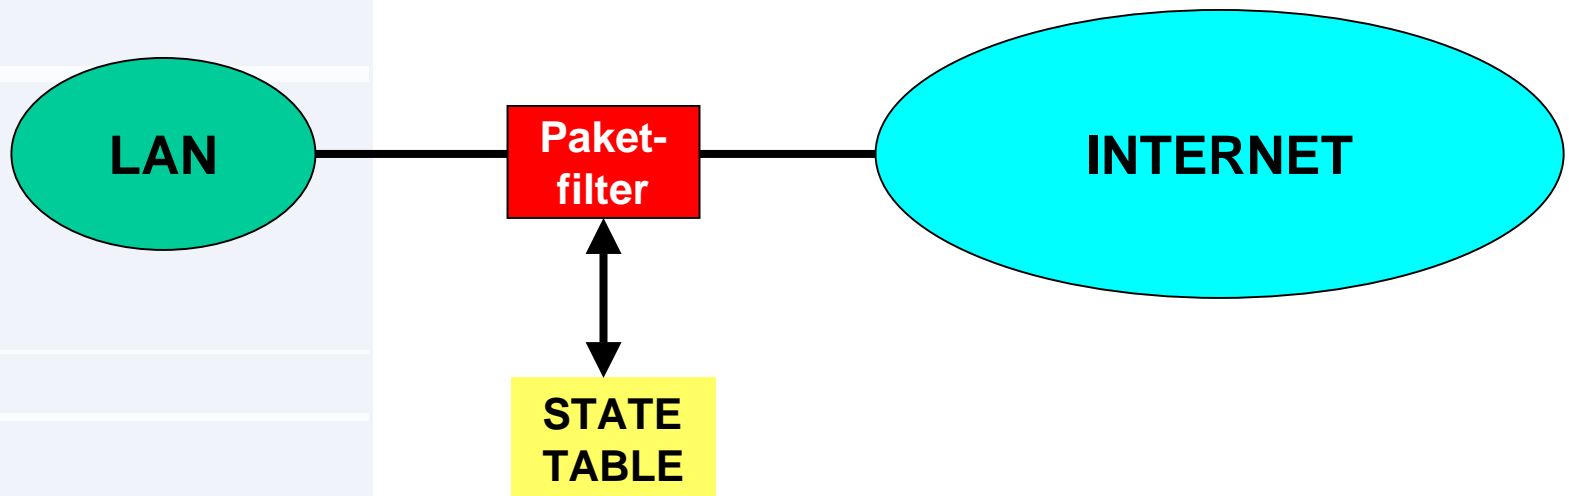 LAN
Paket-
filter
INTERNET
STATE
TABLE